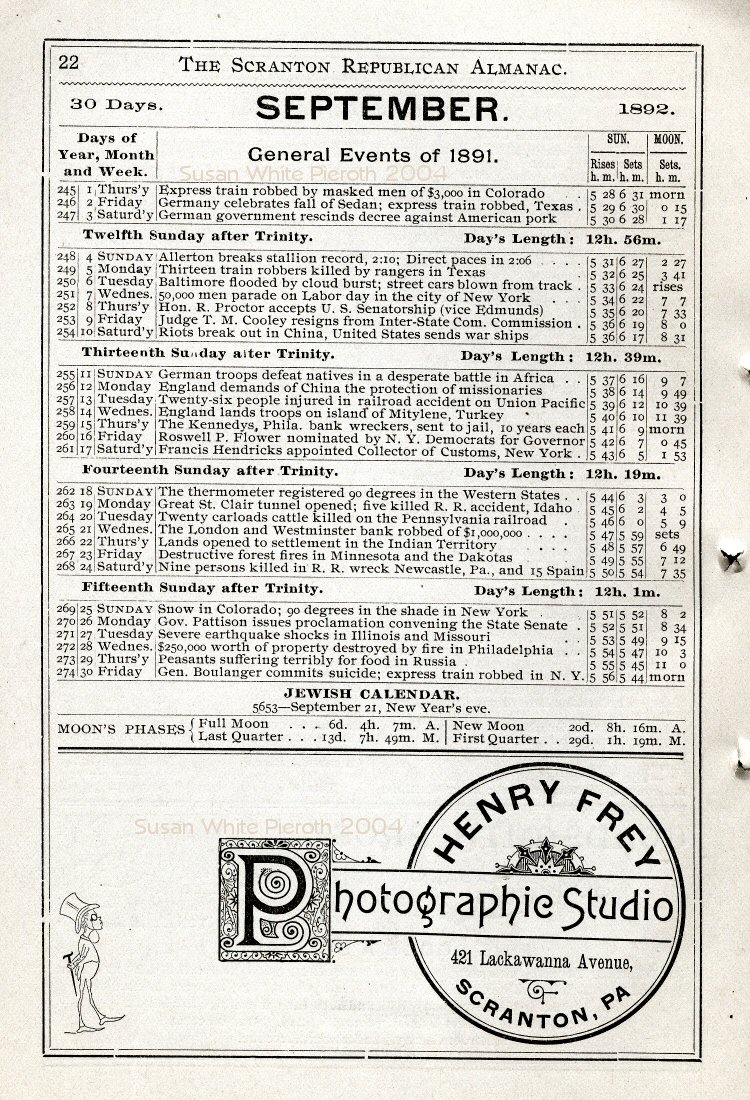 22
THE SCRANTON REPUBLICAN ALMANAC.
30 Days.
SEPTEMBER.
1892.
Days of
Year, Month
and Week.
General Events of 1891.
SUN.
MOON.
Rises
Sets
Sets.
h. m.
h. m.
h. m.
Susan White Pieroth 2004
245 1 Thurs'y Express train robbed by masked men of $3,000 in Colorado . 5 28 6 31 morn
246 2 Friday Germany celebrates fall of Sedan; express train robbed, Texas . 5 29 6 30 0 15
247 3 Saturd'y German government rescinds decree against American pork 5 30 6 28 1 17
Twelfth Sunday after Trinity. Day's Length: 12h. 56m.
248 4 SUNDAY Allerton breaks stallion record, 2:10; Direct paces in 2:06 . . . . 5 31 6 27 2 27
249 5 Monday Thirteen train robbers killed by rangers in Texas 5 32 6 25 3 41
250 6 Tuesday Baltimore flooded by cloud burst; street cars blown from track . 5 33 6 24 rises
251 7 Wednes. 50,000 men parade on Labor day in the city of New York . . 5 34 6 22 7 7
252 8 Thurs'y Hon. R. Proctor accepts U. S. Senatorship (vice Edmunds) 5 35 6 20 7 33
253 9 Friday Judge T. M. Cooley resigns from Inter-State Com. Commission . 5 36 6 19 8 0
254 10 Saturd'y Riots break out in China, United States sends war ships 5 36 6 17 8 31
Thirteenth Sunday after Trinity. Day's Length: 12h. 39m.
255 11 SUNDAY German troops defeat natives in a desperate battle in Africa . . 5 37 6 16 9 7
256 12 Monday England demands of China the protection of missionaries 5 38 6 14 9 49
257 13 Tuesday Twenty-six people injured in railroad accident on Union Pacific 5 39 6 12 10 39
258 14 Wednes. England lands troops on island of Mitylene, Turkey 5 40 6 10 11 39
259 15 Thurs'y The Kennedys, Phila. bank wreckers, sent to jail, 10 years each 5 41 6 9 morn
260 16 Friday Roswell P. Flower nominated by N. Y. Democrats for Governor 5 42 6 7 0 45
261 17 Saturd'y Francis Hendricks appointed Collector of Customs, New York . 5 43 6 5 1 53
Fourteenth Sunday after Trinity. Day's Length: 12h. 19m.
262 18 SUNDAY The thermometer registered 90 degrees in the Western States . . 5 44 6 3 3 0
263 19 Monday Great St. Clair tunnel opened; five killed R. R. accident, Idaho 5 45 6 2 4 5
264 20 Tuesday Twenty carloads cattle killed on the Pennsylvania railroad . 5 46 6 0 5 9
265 21 Wednes. The London and Westminster bank robbed of $1,000,000 . . . . 5 47 5 59 sets
266 22 Thurs'y Lands opened to settlement in the Indian Territory . . . 5 48 5 57 6 49
267 23 Friday Destructive forest fires in Minnesota and the Dakotas 5 49 5 55 7 12
268 24 Saturd'y Nine persons killed in R. R. wreck Newcastle, Pa., and 15 Spain 5 50 5 54 7 35
Fifteenth Sunday after Trinity. Day's Length: 12h. 1m.
269 25 SUNDAY Snow in Colorado; 90 degrees in the shade in New York . 5 51 5 52 8 2
270 26 Monday Gov. Pattison issues proclamation convening the State Senate . 5 52 5 51 8 34
271 27 Tuesday Severe earthquake shocks in Illinois and Missouri . . 5 53 5 49 9 15
272 28 Wednes. $250,000 worth of property destroyed by fire in Philadelphia . . 5 54 5 47 10 3
273 29 Thurs'y Peasants suffering terribly for food in Russia . 5 55 5 45 11 0
274 30 Friday Gen. Boulanger commits suicide; express train robbed in N. Y. 5 56 5 44 morn
JEWISH CALENDAR.
5653—September 21, New Year's eve.
MOON'S PHASES { Full Moon . . . 6d. 4h. 7m. A. | New Moon 20d. 8h. 16m. A.
Last Quarter . . . 13d. 7h. 49m. M. | First Quarter . . 29d. 1h. 19m. M.
Susan White Pieroth 2004
HENRY FREY
Photographic Studio
421 Lackawanna Avenue,
SCRANTON, PA